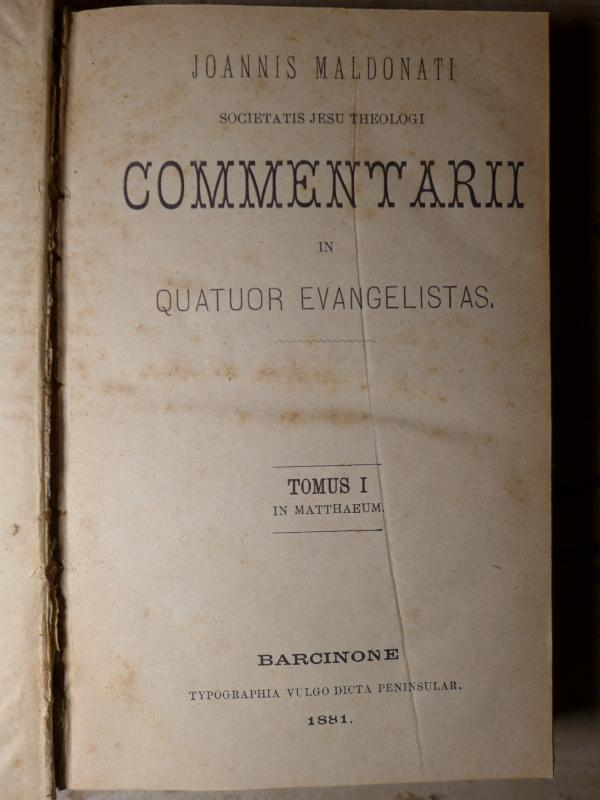 JOANNIS MALDONATI
SOCIETATIS JESU THEOLOGI
COMMENTARII
IN
QUATUOR EVANGELISTAS.
TOMUS I
IN MATTHAEUM.
BARCINONE
TYPOGRAPHIA VULGO DICTA PENINSULAR.
1881.